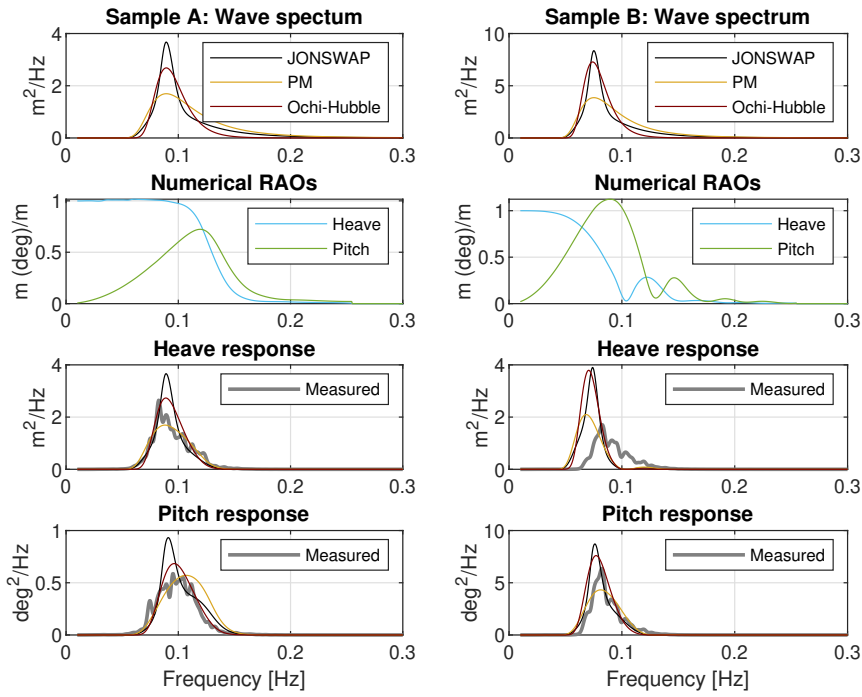 Sample A: Wave spectum
4
2
0
m²/Hz
JONSWAP
PM
Ochi-Hubble
0
0.1
0.2
0.3
Numerical RAOs
1
0.5
0
m (deg)/m
Heave
Pitch
0
0.1
0.2
0.3
Heave response
4
2
0
m²/Hz
Measured
0
0.1
0.2
0.3
Pitch response
1
0.5
0
deg²/Hz
Measured
0
0.1
0.2
0.3
Frequency [Hz]
Sample B: Wave spectrum
10
5
0
m²/Hz
JONSWAP
PM
Ochi-Hubble
0
0.1
0.2
0.3
Numerical RAOs
1
0.5
0
m (deg)/m
Heave
Pitch
0
0.1
0.2
0.3
Heave response
4
2
0
m²/Hz
Measured
0
0.1
0.2
0.3
Pitch response
10
5
0
deg²/Hz
Measured
0
0.1
0.2
0.3
Frequency [Hz]